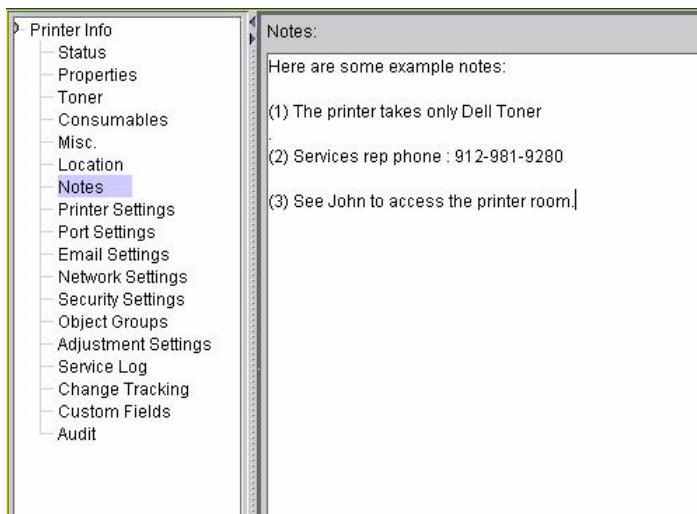 Printer Info
Status
Properties
Toner
Consumables
Misc.
Location
Notes
Printer Settings
Port Settings
Email Settings
Network Settings
Security Settings
Object Groups
Adjustment Settings
Service Log
Change Tracking
Custom Fields
Audit
Notes:
Here are some example notes:
(1) The printer takes only Dell Toner
.
(2) Services rep phone : 912-981-9280
(3) See John to access the printer room.